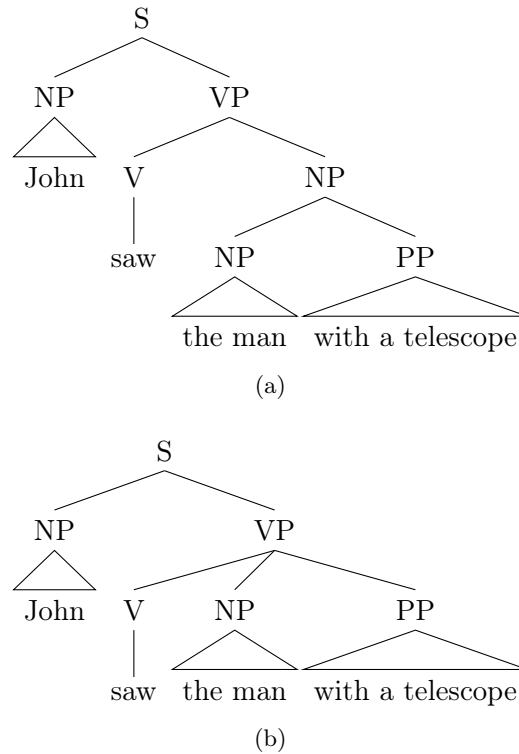 S
NP VP
John V NP
saw NP PP
the man with a telescope
(a)
S
NP VP
John V NP PP
saw the man with a telescope
(b)